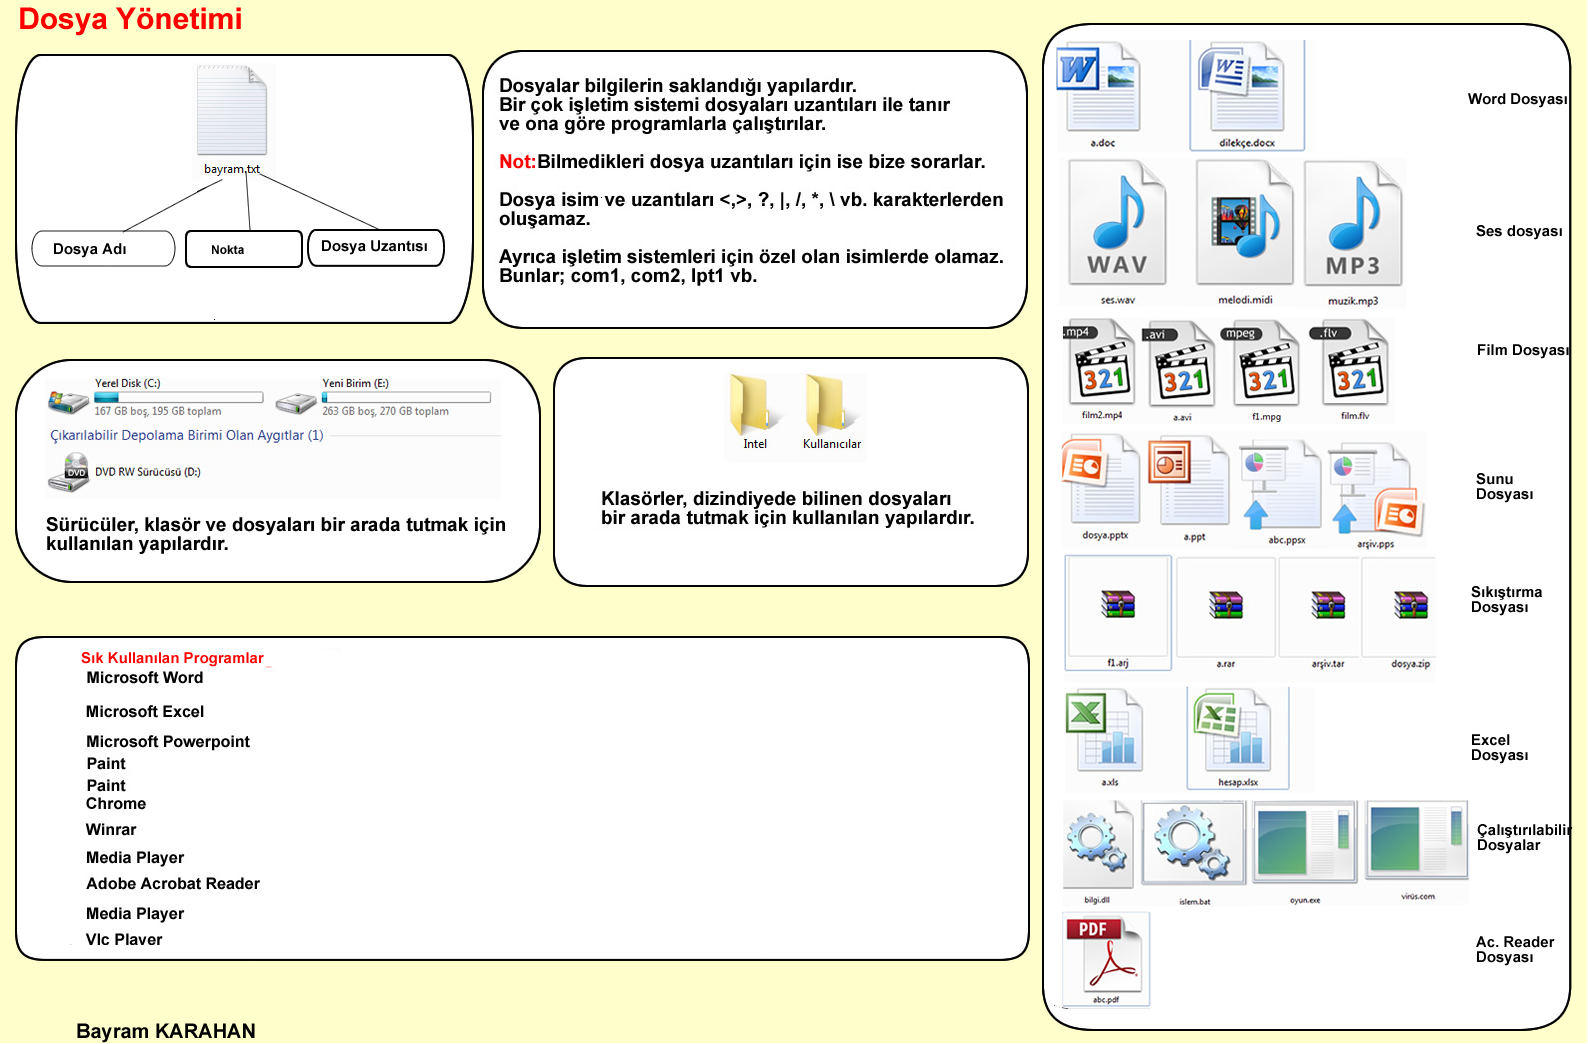 Dosya Yönetimi
bayram.txt
Dosya Adı
Nokta
Dosya Uzantısı
Dosyalar bilgilerin saklandığı yapılardır.
Bir çok işletim sistemi dosyaları uzantıları ile tanır
ve ona göre programlarla çalıştırılar.
Not:Bilmedikleri dosya uzantıları için ise bize sorarlar.
Dosya isim ve uzantıları <,>, ?, |, /, *, \ vb. karakterlerden
oluşamaz.
Ayrıca işletim sistemleri için özel olan isimlerde olamaz.
Bunlar; com1, com2, lpt1 vb.
Yerel Disk (C:)
167 GB boş, 195 GB toplam
Yeni Birim (E:)
263 GB boş, 270 GB toplam
Çıkarılabilir Depolama Birimi Olan Aygıtlar (1)
DVD
DVD RW Sürücüsü (D:)
Sürücüler, klasör ve dosyaları bir arada tutmak için
kullanılan yapılardır.
Intel
Kullanıcılar
Klasörler, dizindiyede bilinen dosyaları
bir arada tutmak için kullanılan yapılardır.
Sık Kullanılan Programlar
Microsoft Word
Microsoft Excel
Microsoft Powerpoint
Paint
Paint
Chrome
Winrar
Media Player
Adobe Acrobat Reader
Media Player
Vlc Plaver
Bayram KARAHAN
W
W
a.doc
dilekçe.docx
Word Dosyası
WAV
MP3
ses.wav
melodi.midi
muzik.mp3
Ses dosyası
.mp4
.avi
mpeg
.flv
321
321
321
321
film2.mp4
a.avi
f1.mpg
film.flv
Film Dosyası
dosya.pptx
a.ppt
abc.ppsx
arşiv.pps
Sunu
Dosyası
f1.arj
a.rar
arşiv.tar
dosya.zip
Sıkıştırma
Dosyası
a.xls
hesap.xlsx
Excel
Dosyası
bilgi.dll
islem.bat
oyun.exe
virüs.com
Çalıştırılabilir
Dosyalar
PDF
abc.pdf
Ac. Reader
Dosyası